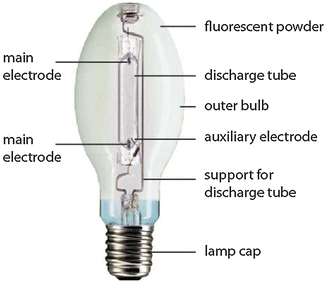 fluorescent powder
main
electrode
discharge tube
outer bulb
main
electrode
auxiliary electrode
support for
discharge tube
lamp cap